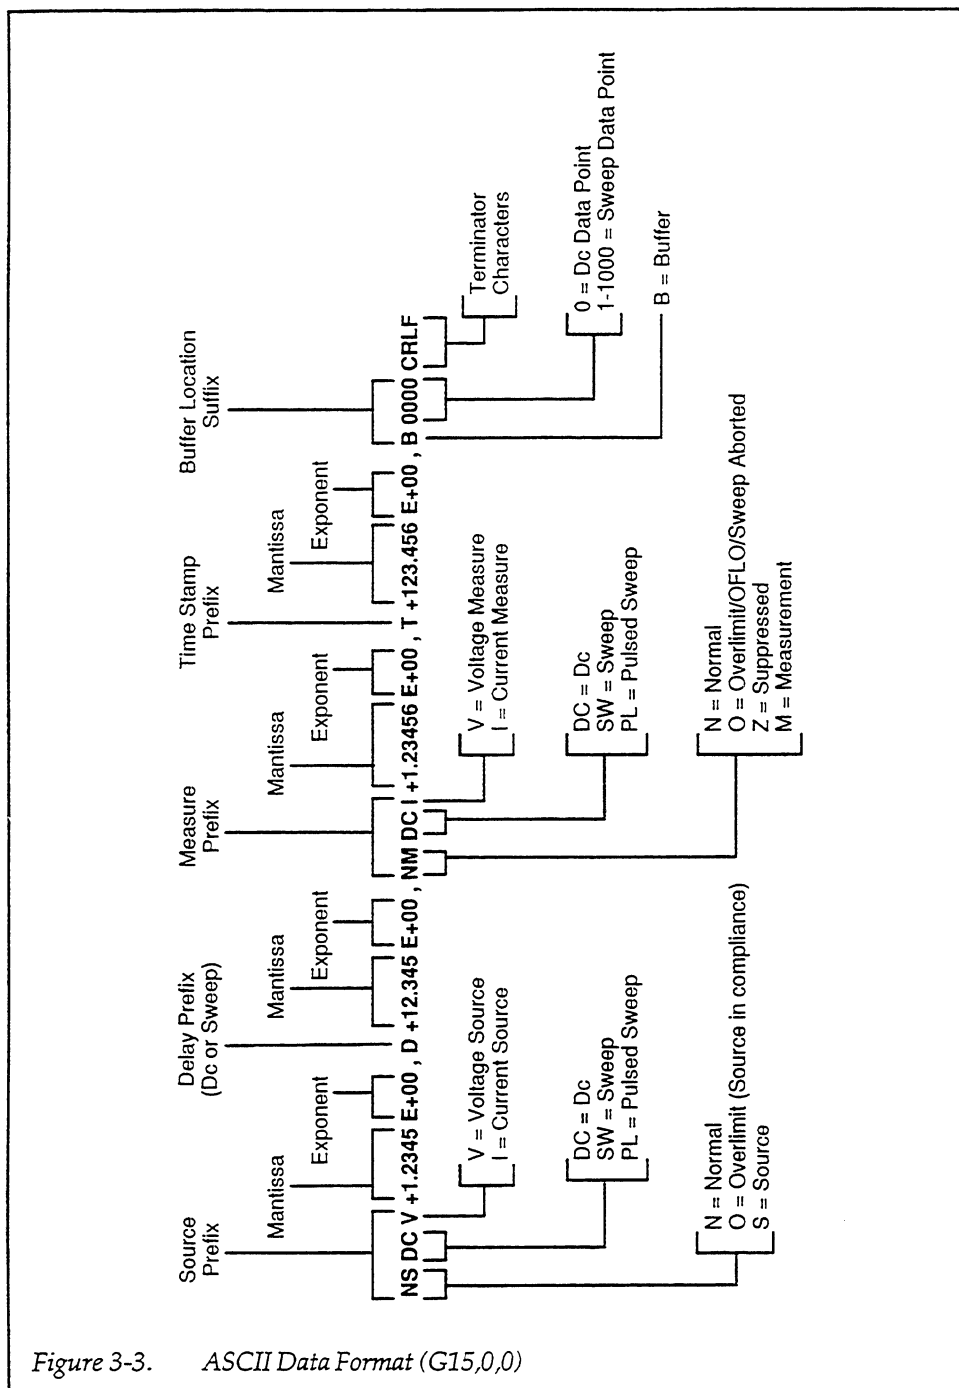 Source
Prefix
Mantissa
Exponent
Delay Prefix
(Dc or Sweep)
Mantissa
Exponent
Measure
Prefix
Mantissa
Exponent
Time Stamp
Prefix
Mantissa
Exponent
Buffer Location
Suffix
NS DC V +1.2345 E+00 , D +12.345 E+00 , NM DC I +1.23456 E+00 , T +123.456 E+00 , B 0000 CRLF
V = Voltage Source
I = Current Source
DC = Dc
SW = Sweep
PL = Pulsed Sweep
N = Normal
O = Overlimit (Source in compliance)
S = Source
V = Voltage Measure
I = Current Measure
DC = Dc
SW = Sweep
PL = Pulsed Sweep
N = Normal
O = Overlimit/OFLO/Sweep Aborted
Z = Suppressed
M = Measurement
Terminator
Characters
0 = Dc Data Point
1-1000 = Sweep Data Point
B = Buffer
Figure 3-3. ASCII Data Format (G15,0,0)